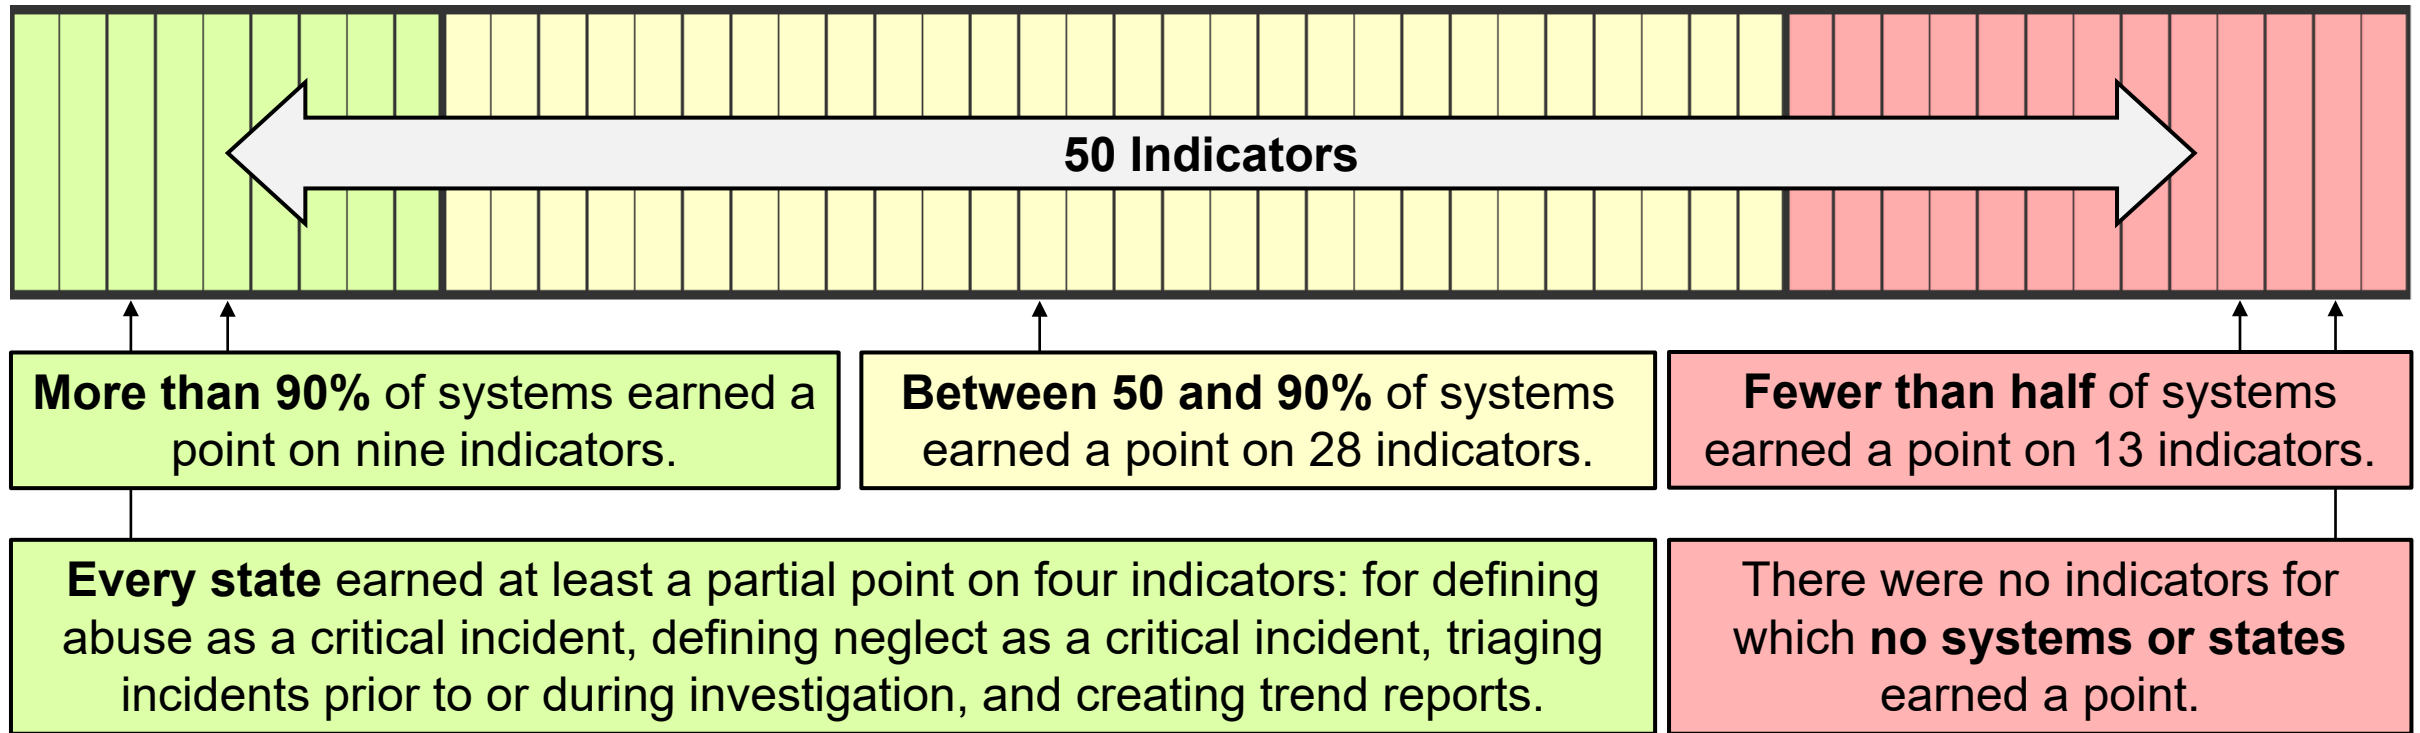 50 Indicators
More than 90% of systems earned a
point on nine indicators.
Between 50 and 90% of systems
earned a point on 28 indicators.
Fewer than half of systems
earned a point on 13 indicators.
Every state earned at least a partial point on four indicators: for defining
abuse as a critical incident, defining neglect as a critical incident, triaging
incidents prior to or during investigation, and creating trend reports.
There were no indicators for
which no systems or states
earned a point.